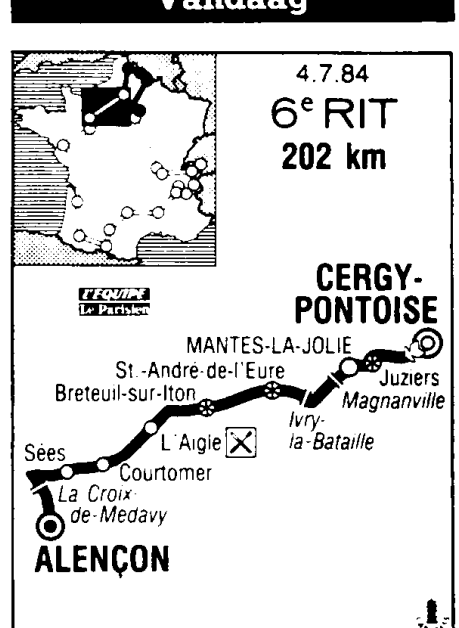 Vandaag
4.7.84
6e RIT
202 km
L'EQUIPE
Le Parisien
CERGY-
PONTOISE
MANTES-LA-JOLIE
St.-André-de-l'Eure
Juziers
Breteuil-sur-Iton
Magnanville
Ivry-
la-Bataille
L'Aigle
Sées
Courtomer
La Croix-
de-Medavy
ALENÇON